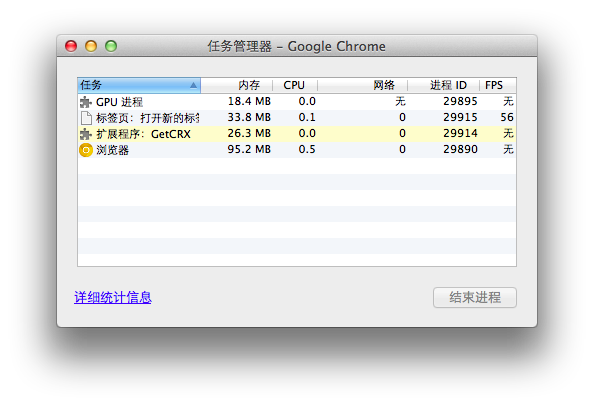 任务管理器 – Google Chrome
任务 内存 CPU 网络 进程 ID FPS
GPU 进程 18.4 MB 0.0 无 29895 无
标签页：打开新的标签 33.8 MB 0.1 0 29915 56
扩展程序：GetCRX 26.3 MB 0.0 0 29914 无
浏览器 95.2 MB 0.5 0 29890 无
详细统计信息 结束进程